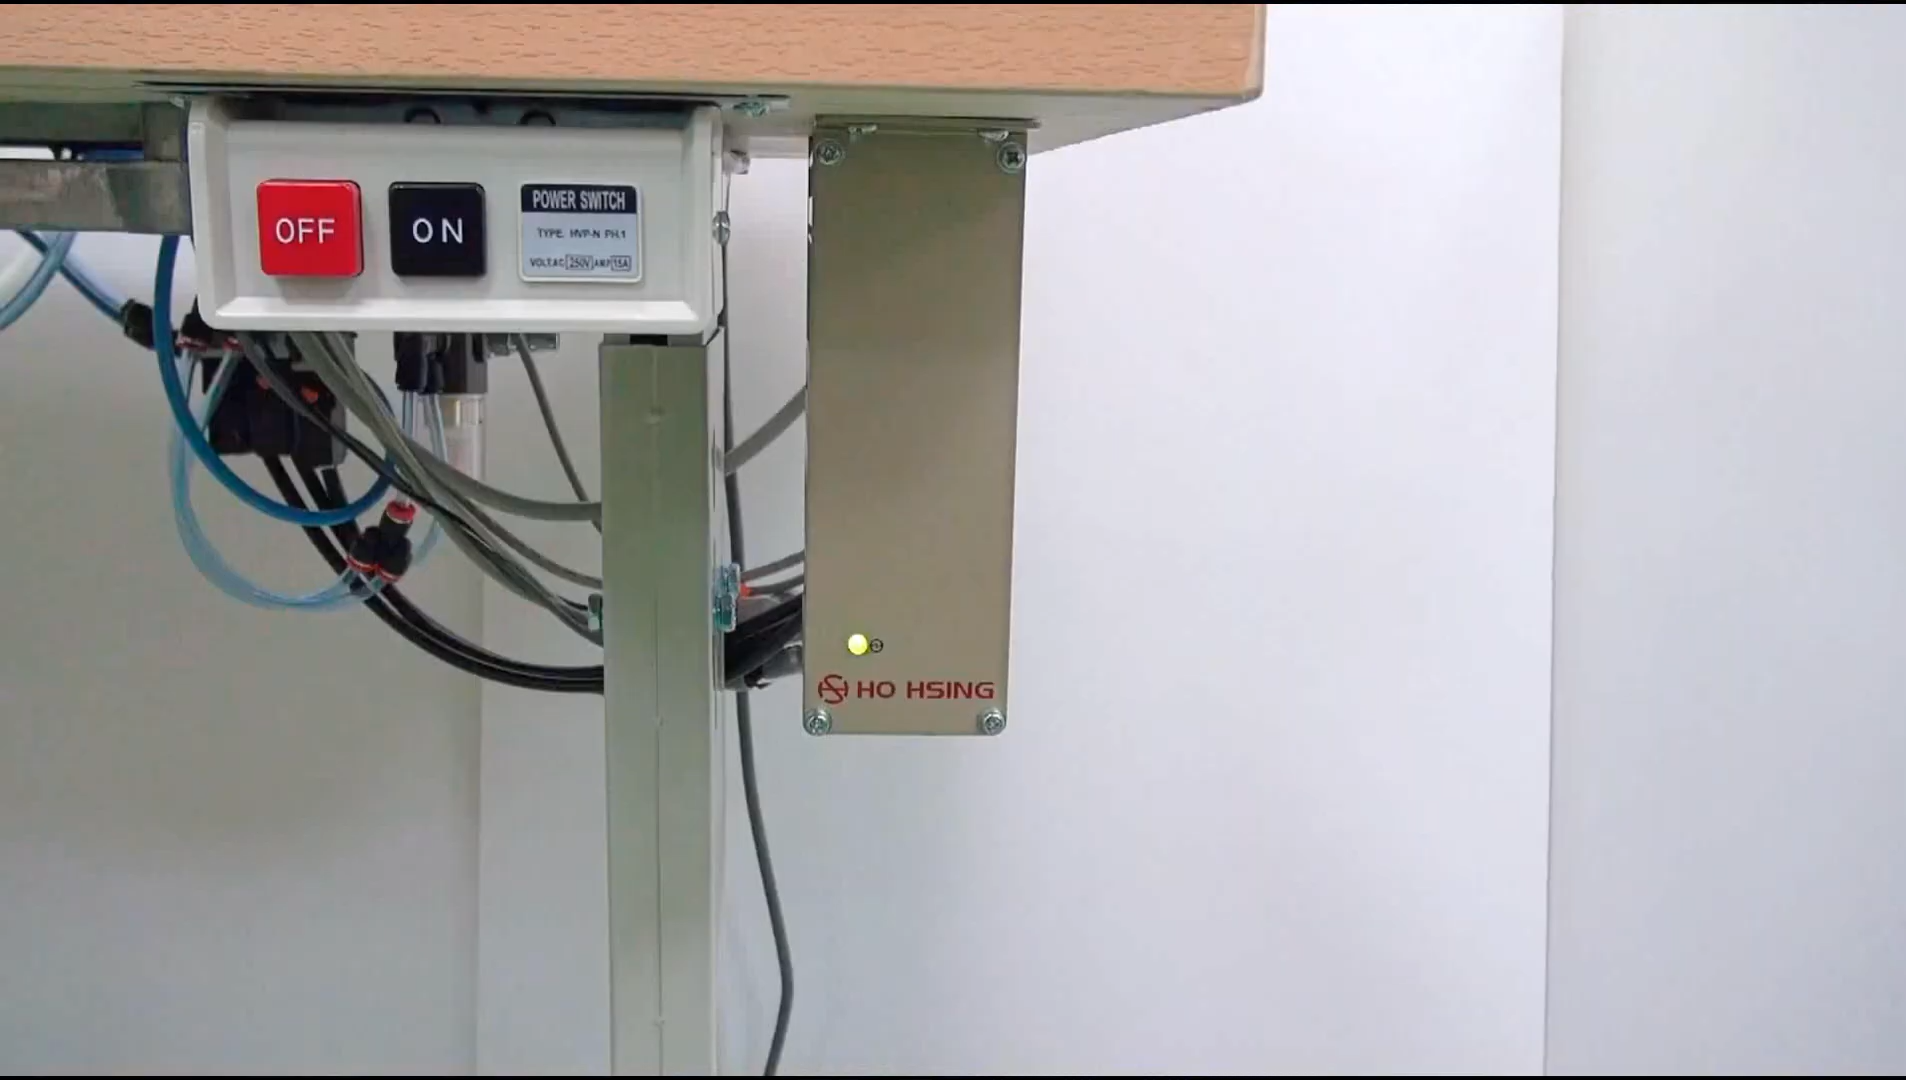 OFF
ON
POWER SWITCH
TYPE. HVP-N PH.1
VOLT.AC 250V AMP 15A
HO HSING